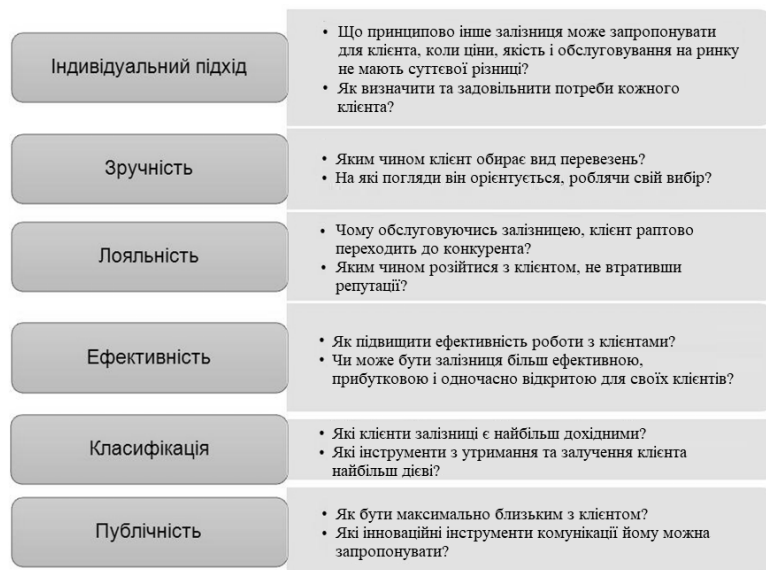 Індивідуальний підхід
• Що принципово інше залізниця може запропонувати
для клієнта, коли ціни, якість і обслуговування на ринку
не мають суттєвої різниці?
• Як визначити та задовільнити потреби кожного
клієнта?
Зручність
• Яким чином клієнт обирає вид перевезень?
• На які погляди він орієнтується, роблячи свій вибір?
Лояльність
• Чому обслуговуючись залізницею, клієнт раптово
переходить до конкурента?
• Яким чином розійтися з клієнтом, не втративши
репутації?
Ефективність
• Як підвищити ефективність роботи з клієнтами?
• Чи може бути залізниця більш ефективною,
прибутковою і одночасно відкритою для своїх клієнтів?
Класифікація
• Які клієнти залізниці є найбільш дохідними?
• Які інструменти з утримання та залучення клієнта
найбільш дієві?
Публічність
• Як бути максимально близьким з клієнтом?
• Які інноваційні інструменти комунікації йому можна
запропонувати?